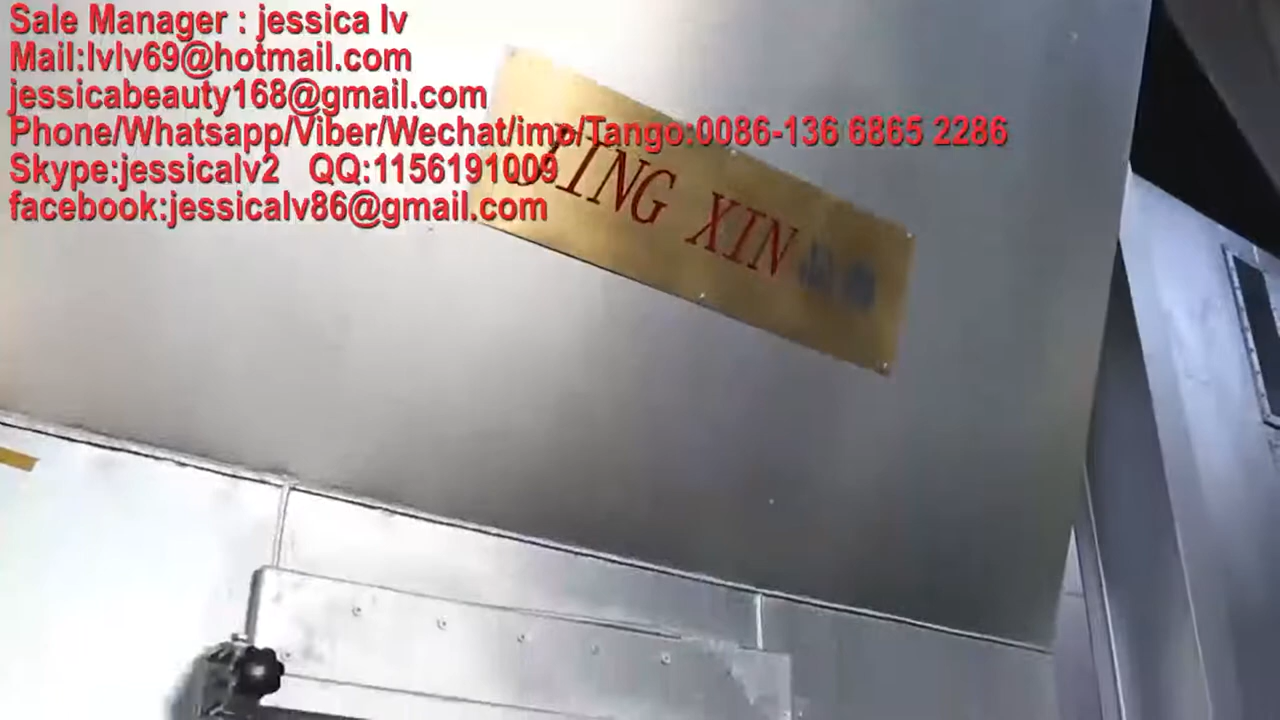 Sale Manager : jessica lv
Mail:lvlv69@hotmail.com
jessicabeauty168@gmail.com
Phone/Whatsapp/Viber/Wechat/imo/Tango:0086-136 6865 2286
Skype:jessicalv2 QQ:1156191009
facebook:jessicalv86@gmail.com
XIN